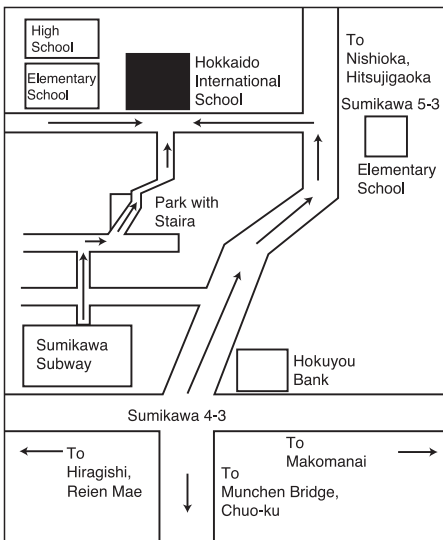 High
School
Elementary
School
Hokkaido
International
School
To
Nishioka,
Hitsujigaoka
Sumikawa 5-3
Elementary
School
Park with
Staira
Sumikawa
Subway
Hokuyou
Bank
Sumikawa 4-3
To
Hiragishi,
Reien Mae
To
Munchen Bridge,
Chuo-ku
To
Makomanai